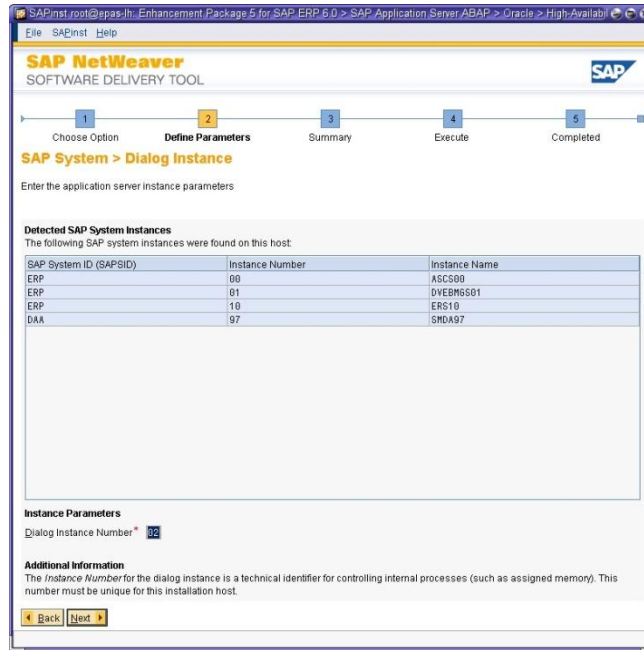 SAPinst root@epas-lh: Enhancement Package 5 for SAP ERP 6.0 > SAP Application Server ABAP > Oracle > High-Availabil
File SAPinst Help
SAP NetWeaver
SOFTWARE DELIVERY TOOL
SAP
1 2 3 4 5
Choose Option Define Parameters Summary Execute Completed
SAP System > Dialog Instance
Enter the application server instance parameters
Detected SAP System Instances
The following SAP system instances were found on this host:
SAP System ID (SAPSID) Instance Number Instance Name
ERP 00 ASCS00
ERP 01 DVEBMGS01
ERP 10 ERS10
DAA 97 SMDA97
Instance Parameters
Dialog Instance Number* 02
Additional Information
The Instance Number for the dialog instance is a technical identifier for controlling internal processes (such as assigned memory). This
number must be unique for this installation host.
Back Next